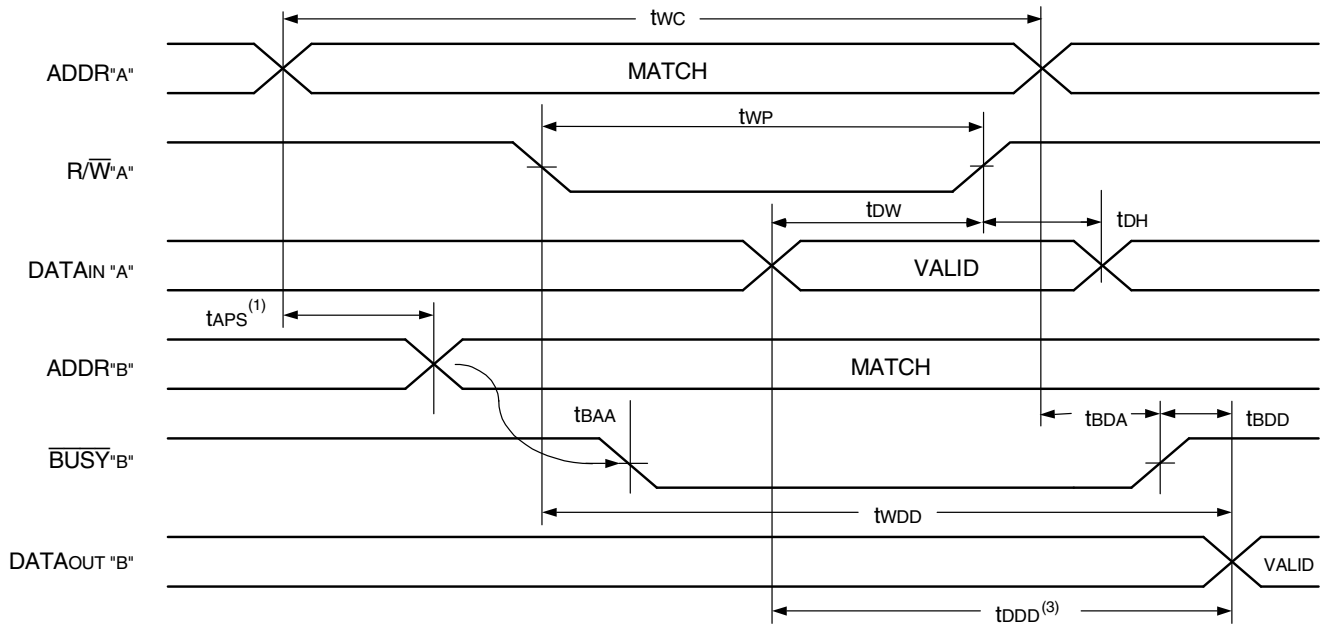 tWC
ADDR"A" MATCH
tWP
R/W̅"A"
tDW tDH
DATAIN "A" VALID
tAPS(1)
ADDR"B" MATCH
tBAA tBDA tBDD
B̅U̅S̅Y̅"B"
tWDD
DATAOUT "B" VALID
tDDD(3)